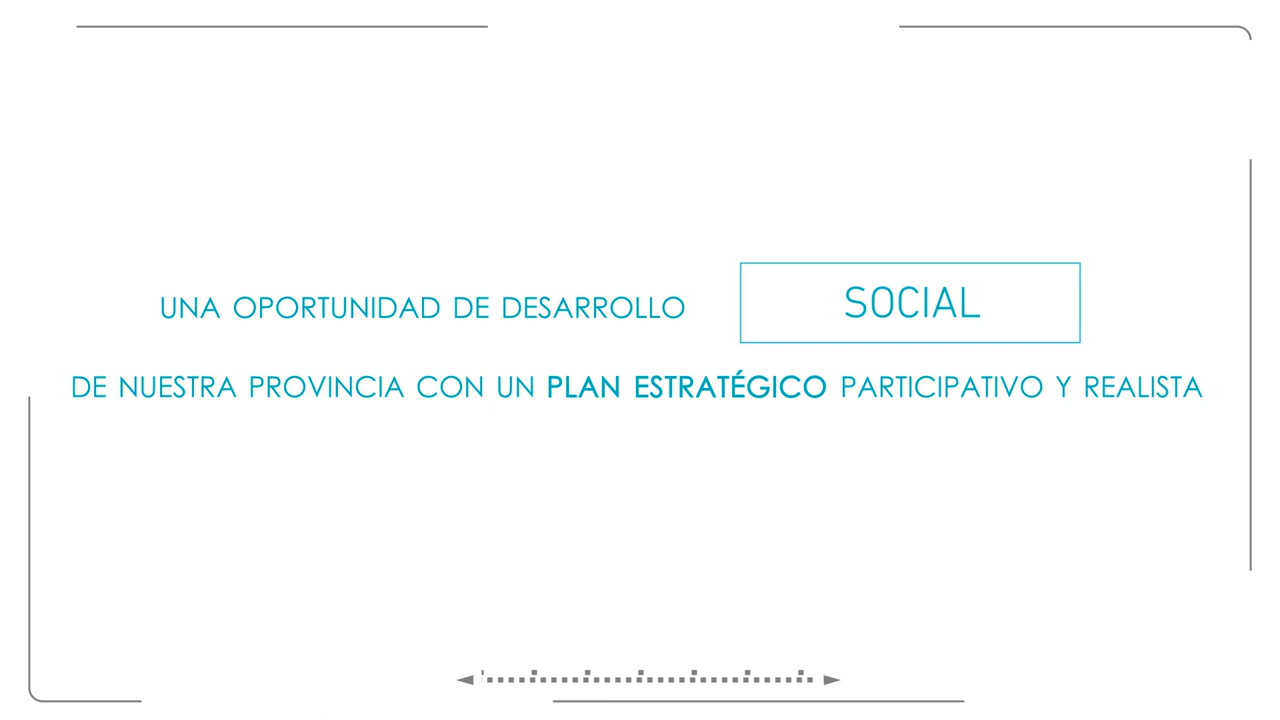 UNA OPORTUNIDAD DE DESARROLLO SOCIAL
DE NUESTRA PROVINCIA CON UN PLAN ESTRATÉGICO PARTICIPATIVO Y REALISTA